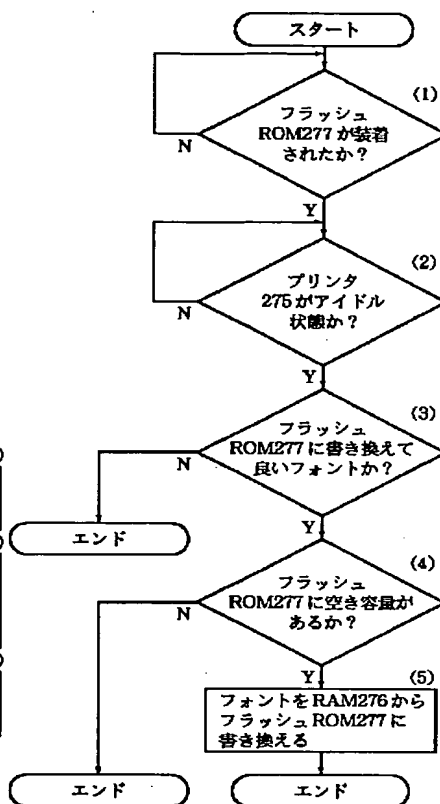 スタート
(1)
フラッシュ
ROM277が装着
されたか？
N
Y
(2)
プリンタ
275がアイドル
状態か？
N
Y
(3)
フラッシュ
ROM277に書き換えて
良いフォントか？
N
Y
エンド
(4)
フラッシュ
ROM277に空き容量が
あるか？
N
Y
(5)
フォントをRAM276から
フラッシュROM277に
書き換える
エンド
エンド